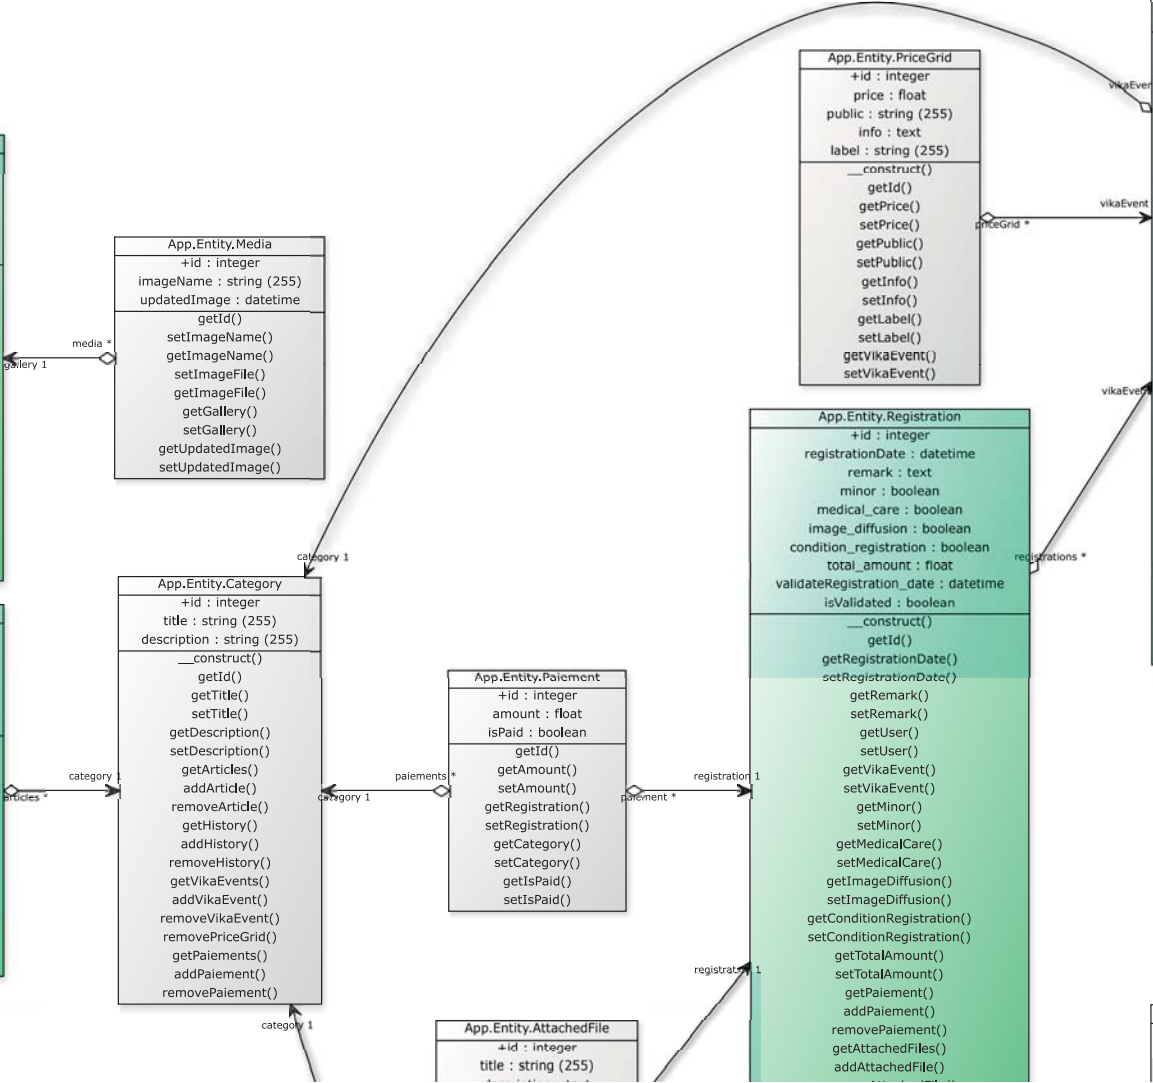 vikaEven
App.Entity.PriceGrid
+id : integer
price : float
public : string (255)
info : text
label : string (255)
__construct()
getId()
getPrice()
setPrice()
getPublic()
setPublic()
getInfo()
setInfo()
getLabel()
setLabel()
getVikaEvent()
setVikaEvent()
vikaEvent
priceGrid *
App.Entity.Media
+id : integer
imageName : string (255)
updatedImage : datetime
getId()
setImageName()
getImageName()
setImageFile()
getImageFile()
getGallery()
setGallery()
getUpdatedImage()
setUpdatedImage()
media *
gallery 1
vikaEven
App.Entity.Registration
+id : integer
registrationDate : datetime
remark : text
minor : boolean
medical_care : boolean
image_diffusion : boolean
condition_registration : boolean
total_amount : float
validateRegistration_date : datetime
isValidated : boolean
__construct()
getId()
getRegistrationDate()
setRegistrationDate()
getRemark()
setRemark()
getUser()
setUser()
getVikaEvent()
setVikaEvent()
getMinor()
setMinor()
getMedicalCare()
setMedicalCare()
getImageDiffusion()
setImageDiffusion()
getConditionRegistration()
setConditionRegistration()
getTotalAmount()
setTotalAmount()
getPaiement()
addPaiement()
removePaiement()
getAttachedFiles()
addAttachedFile()
registrations *
category 1
App.Entity.Category
+id : integer
title : string (255)
description : string (255)
__construct()
getId()
getTitle()
setTitle()
getDescription()
setDescription()
getArticles()
addArticle()
removeArticle()
getHistory()
addHistory()
removeHistory()
getVikaEvents()
addVikaEvent()
removeVikaEvent()
removePriceGrid()
getPaiements()
addPaiement()
removePaiement()
category 1
articles *
App.Entity.Paiement
+id : integer
amount : float
isPaid : boolean
getId()
getAmount()
setAmount()
getRegistration()
setRegistration()
getCategory()
setCategory()
getIsPaid()
setIsPaid()
paiements *
category 1
registration 1
paiement *
registrat 1
category 1
App.Entity.AttachedFile
+id : integer
title : string (255)